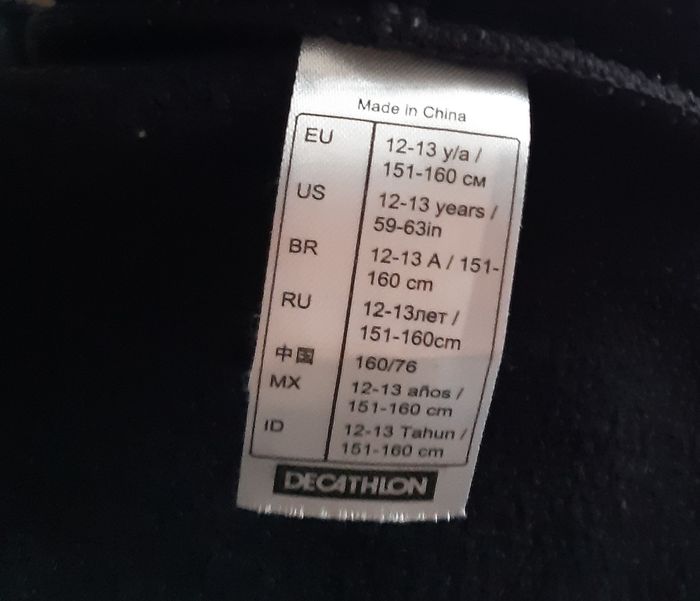 Made in China
EU 12-13 y/a /
151-160 см
US 12-13 years /
59-63in
BR 12-13 A / 151-
160 cm
RU 12-13лет /
151-160cm
中国 160/76
MX 12-13 años /
151-160 cm
ID 12-13 Tahun /
151-160 cm
DECATHLON